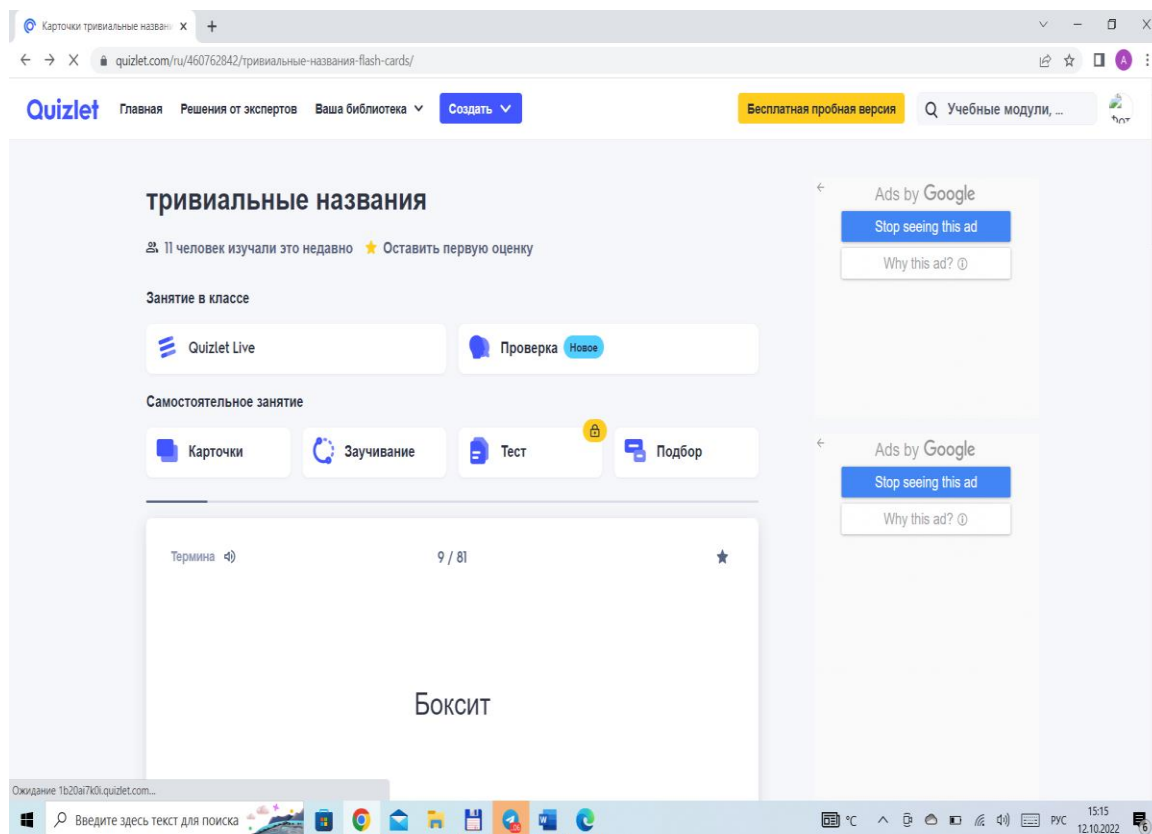 Карточки тривиальные назван
quizlet.com/ru/460762842/тривиальные-названия-flash-cards/
A
Quizlet Главная Решения от экспертов Ваша библиотека Создать Бесплатная пробная версия Учебные модули, ...
тривиальные названия
11 человек изучали это недавно Оставить первую оценку
Занятие в классе
Quizlet Live Проверка Новое
Самостоятельное занятие
Карточки Заучивание Тест Подбор
Термина 9 / 81
Боксит
Ads by Google
Stop seeing this ad
Why this ad?
Ads by Google
Stop seeing this ad
Why this ad?
Ожидание 1b20ai7k0i.quizlet.com...
Введите здесь текст для поиска °C РУС 15:15
12.10.2022 6